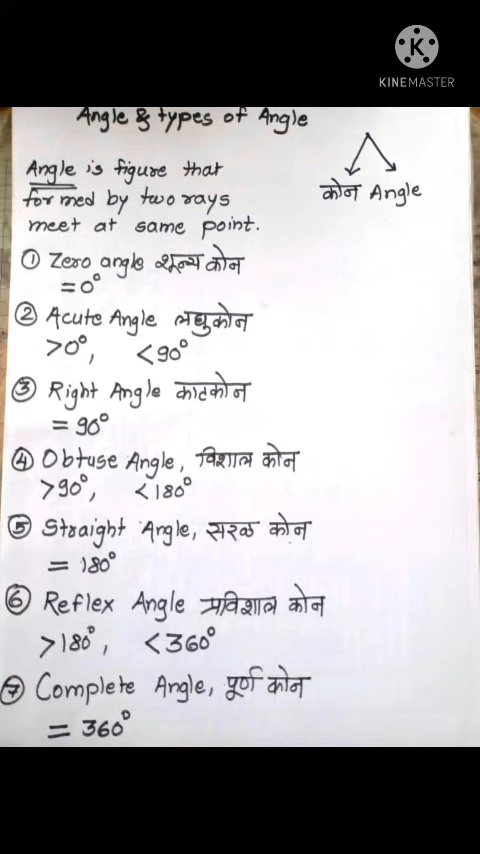 K
KINEMASTER
Angle & types of Angle
Angle is figure that
formed by two rays
meet at same point.
कोन Angle
① Zero angle शून्य कोन
= 0°
② Acute Angle लघुकोन
>0°, <90°
③ Right Angle काटकोन
= 90°
④ Obtuse Angle, विशाल कोन
>90°, <180°
⑤ Straight Angle, सरळ कोन
= 180°
⑥ Reflex Angle प्रविशाल कोन
>180°, <360°
⑦ Complete Angle, पूर्ण कोन
= 360°